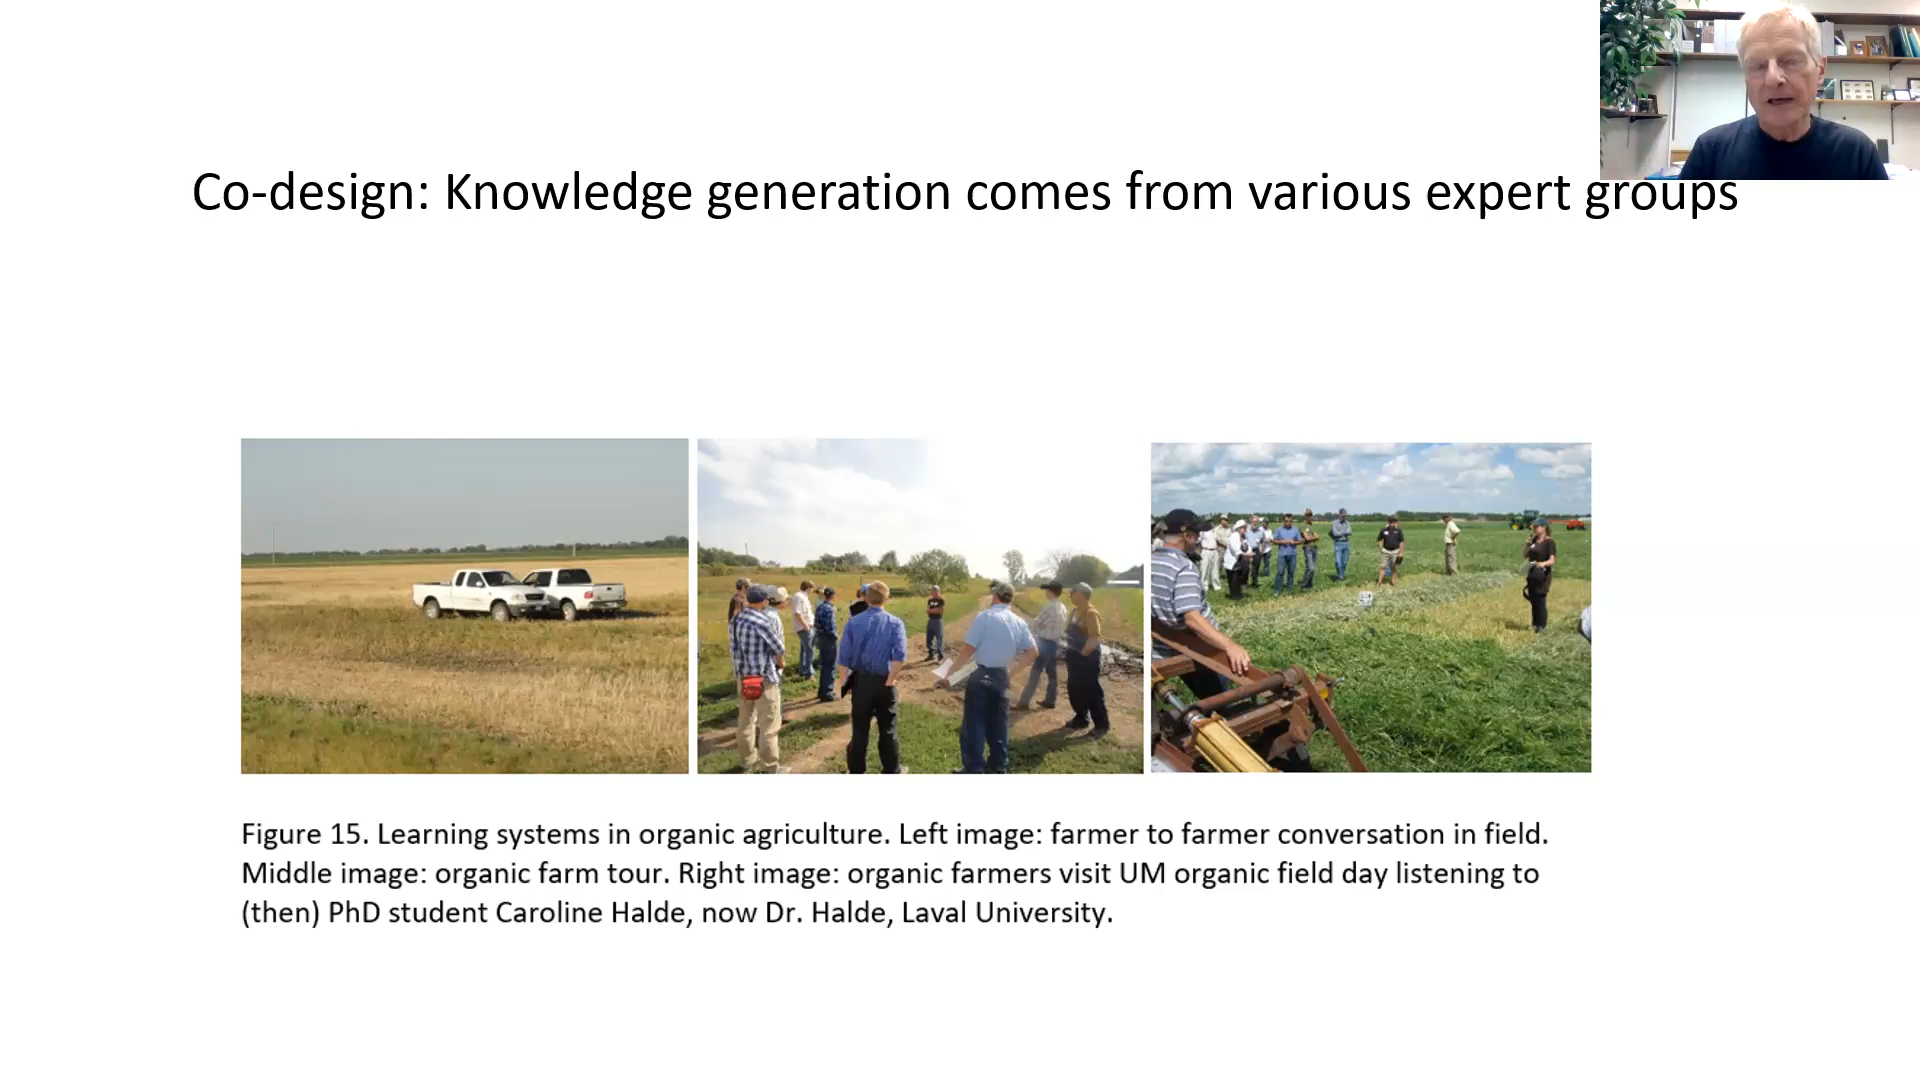 Co-design: Knowledge generation comes from various expert groups
Figure 15. Learning systems in organic agriculture. Left image: farmer to farmer conversation in field.
Middle image: organic farm tour. Right image: organic farmers visit UM organic field day listening to
(then) PhD student Caroline Halde, now Dr. Halde, Laval University.